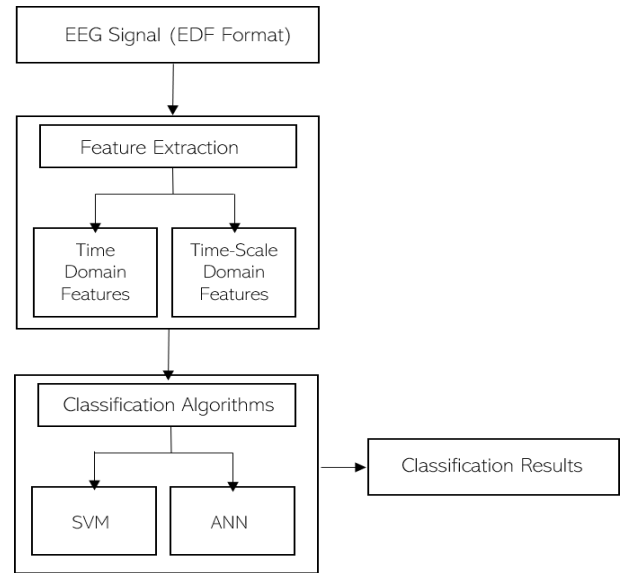 EEG Signal (EDF Format)
Feature Extraction
Time
Domain
Features
Time-Scale
Domain
Features
Classification Algorithms
Classification Results
SVM
ANN